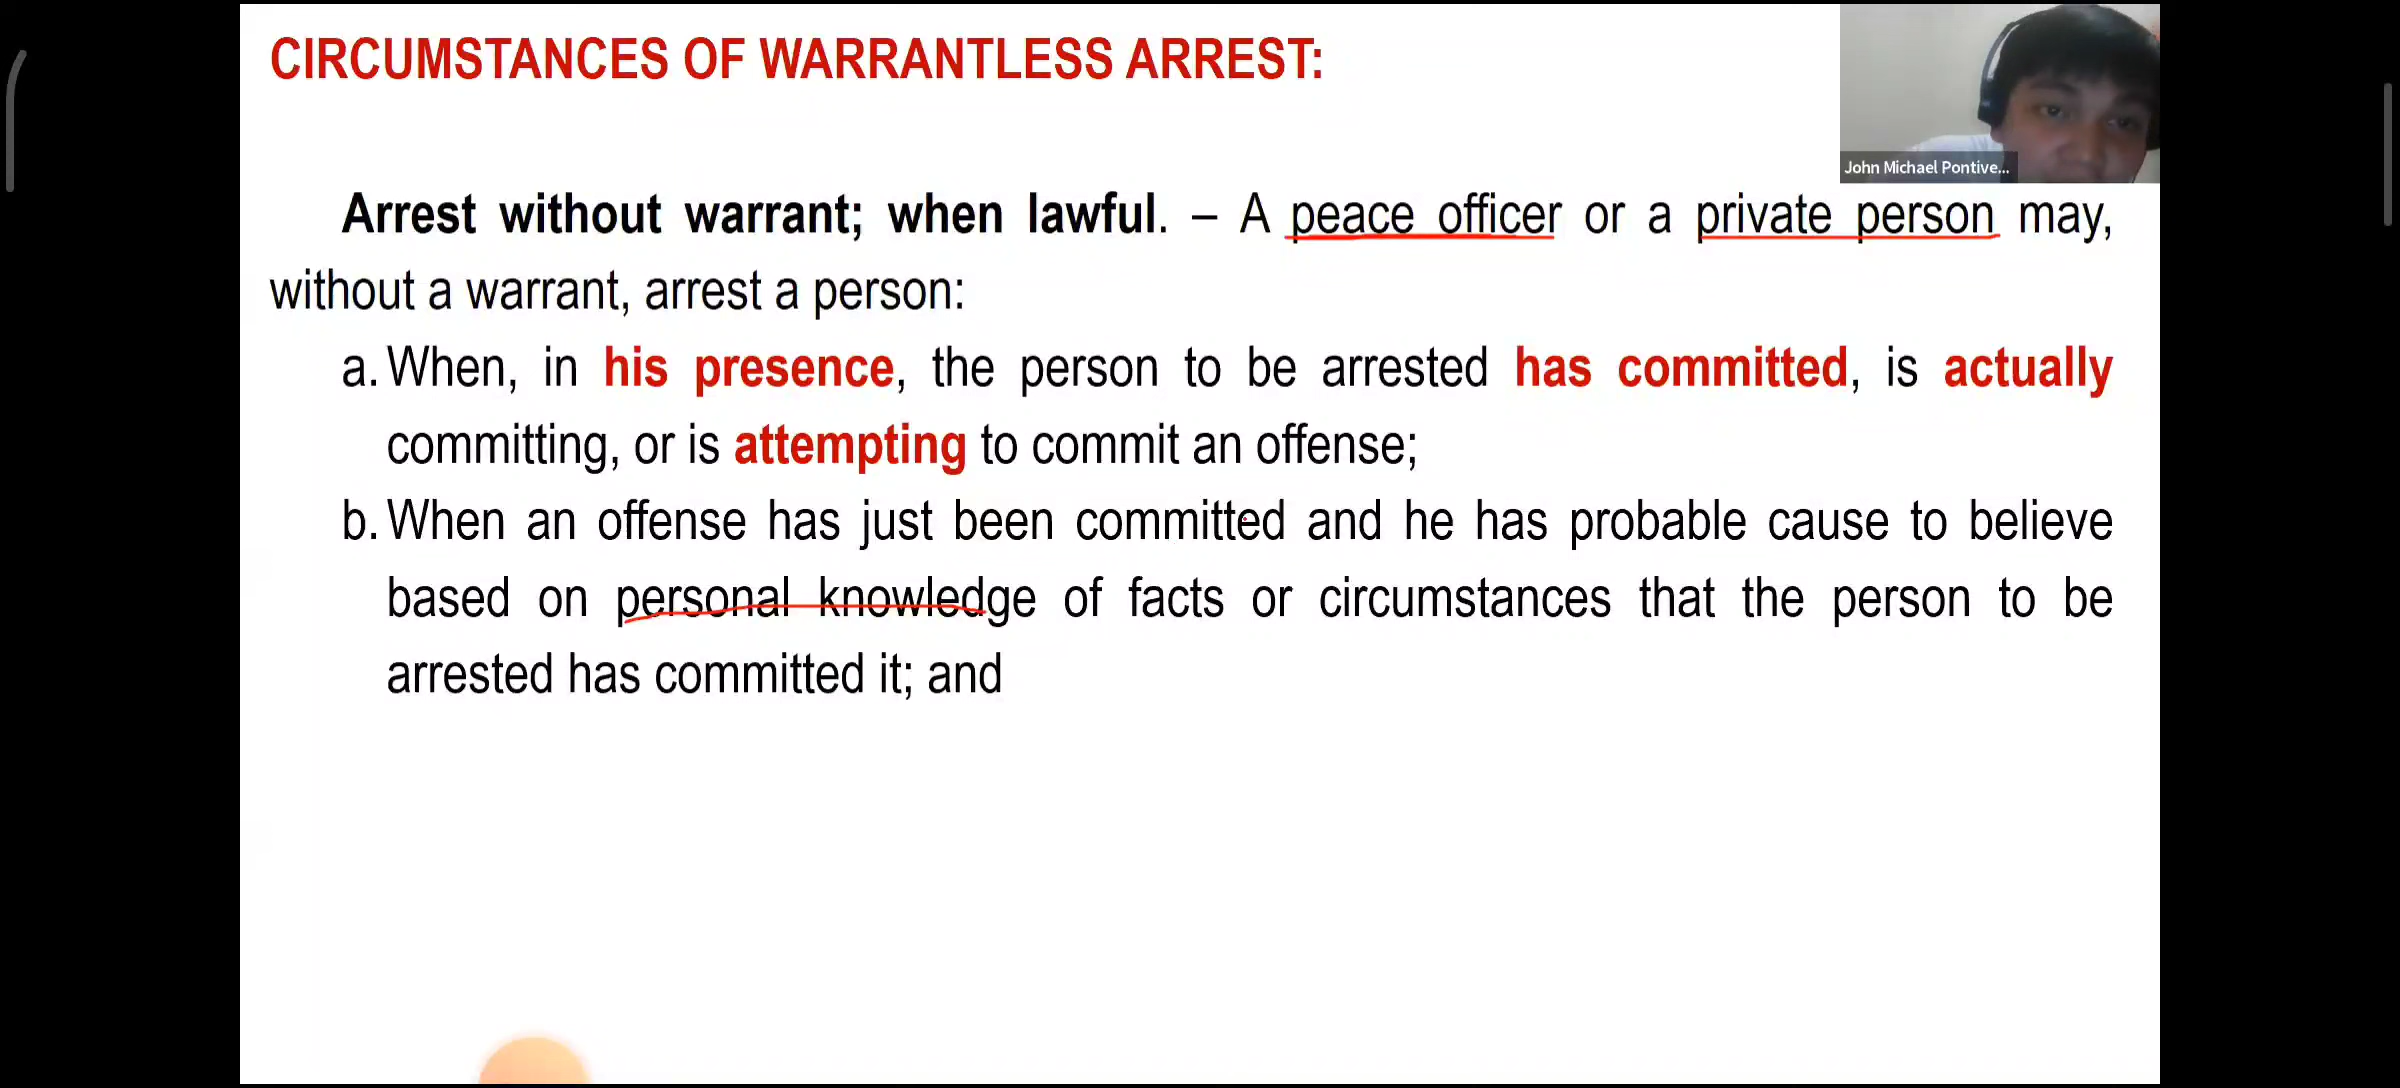 CIRCUMSTANCES OF WARRANTLESS ARREST:
John Michael Pontive...
Arrest without warrant; when lawful. – A peace officer or a private person may,
without a warrant, arrest a person:
a. When, in his presence, the person to be arrested has committed, is actually
committing, or is attempting to commit an offense;
b. When an offense has just been committed and he has probable cause to believe
based on personal knowledge of facts or circumstances that the person to be
arrested has committed it; and